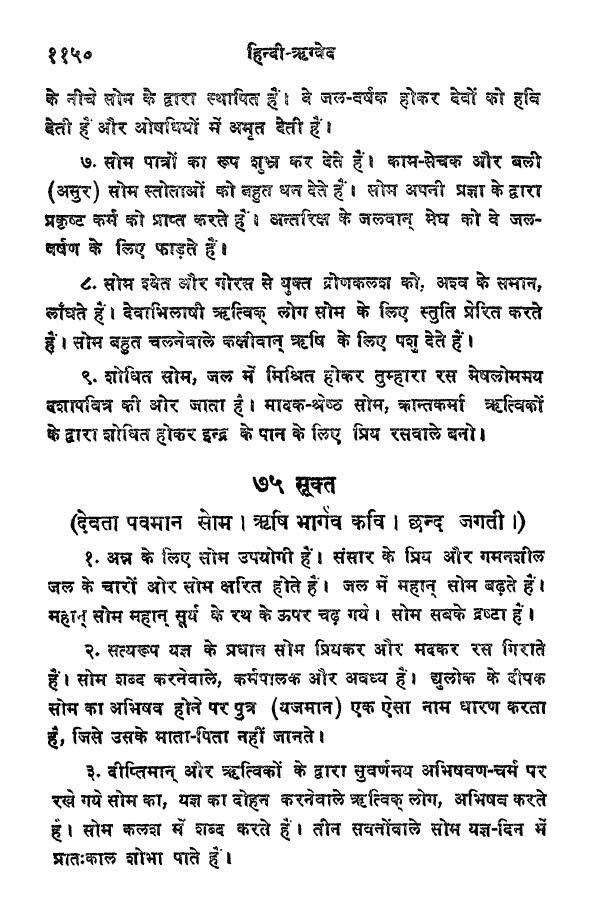 ११५०
हिन्दी-ऋग्वेद
के नीचे सोम के द्वारा स्थापित हैं। वे जल-वर्षक होकर देवों को हवि
देती हैं और ओषधियों में अमृत देती हैं।
७. सोम पात्रों का रूप शुभ्र कर देते हैं। काम-सेचक और बली
(असुर) सोम स्तोताओं को बहुत धन देते हैं। सोम अपनी प्रज्ञा के द्वारा
प्रकृष्ट कर्म को प्राप्त करते हैं। अन्तरिक्ष के जलवान् मेघ को वे जल-
वर्षण के लिए फाड़ते हैं।
८. सोम श्वेत और गोरस से युक्त द्रोणकलश को, अश्व के समान,
लाँघते हैं। देवाभिलाषी ऋत्विक् लोग सोम के लिए स्तुति प्रेरित करते
हैं। सोम बहुत चलनेवाले कक्षीवान् ऋषि के लिए पशु देते हैं।
९. शोधित सोम, जल में मिश्रित होकर तुम्हारा रस मेषलोममय
दशापवित्र की ओर जाता है। मादक-श्रेष्ठ सोम, क्रान्तकर्मा ऋत्विकों
के द्वारा शोधित होकर इन्द्र के पान के लिए प्रिय रसवाले बनो।
७५ सूक्त
(देवता पवमान सोम। ऋषि भार्गव कवि। छन्द जगती।)
१. अन्न के लिए सोम उपयोगी हैं। संसार के प्रिय और गमनशील
जल के चारों ओर सोम क्षरित होते हैं। जल में महान् सोम बढ़ते हैं।
महान् सोम महान् सूर्य के रथ के ऊपर चढ़ गये। सोम सबके द्रष्टा हैं।
२. सत्यरूप यज्ञ के प्रधान सोम प्रियकर और मदकर रस गिराते
हैं। सोम शब्द करनेवाले, कर्मपालक और अवध्य हैं। द्युलोक के दीपक
सोम का अभिषव होने पर पुत्र (यजमान) एक ऐसा नाम धारण करता
है, जिसे उसके माता-पिता नहीं जानते।
३. दीप्तिमान् और ऋत्विकों के द्वारा सुवर्णमय अभिषवण-चर्म पर
रखे गये सोम का, यज्ञ का दोहन करनेवाले ऋत्विक् लोग, अभिषव करते
हैं। सोम कलश में शब्द करते हैं। तीन सवनोंवाले सोम यज्ञ-दिन में
प्रातःकाल शोभा पाते हैं।